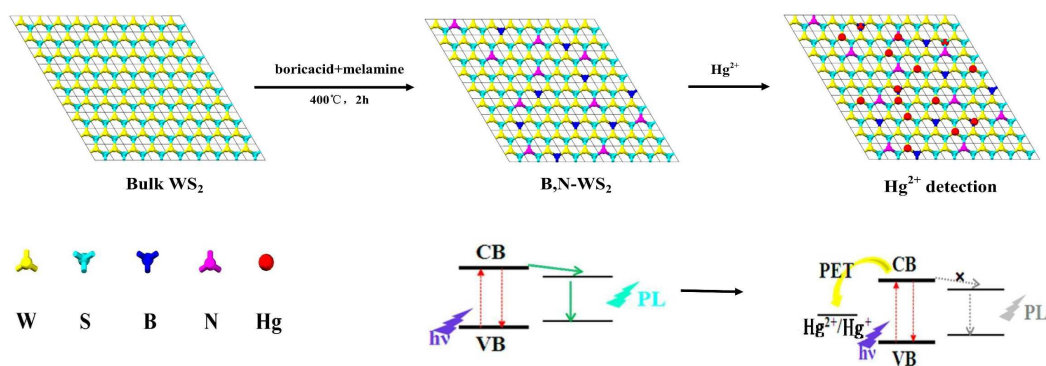 boricacid+melamine
400℃，2h
Hg²⁺
Bulk WS₂
B,N-WS₂
Hg²⁺ detection
W S B N Hg
CB
PL
hν
VB
PET
CB
×
PL
Hg²⁺/Hg⁺
hν
VB